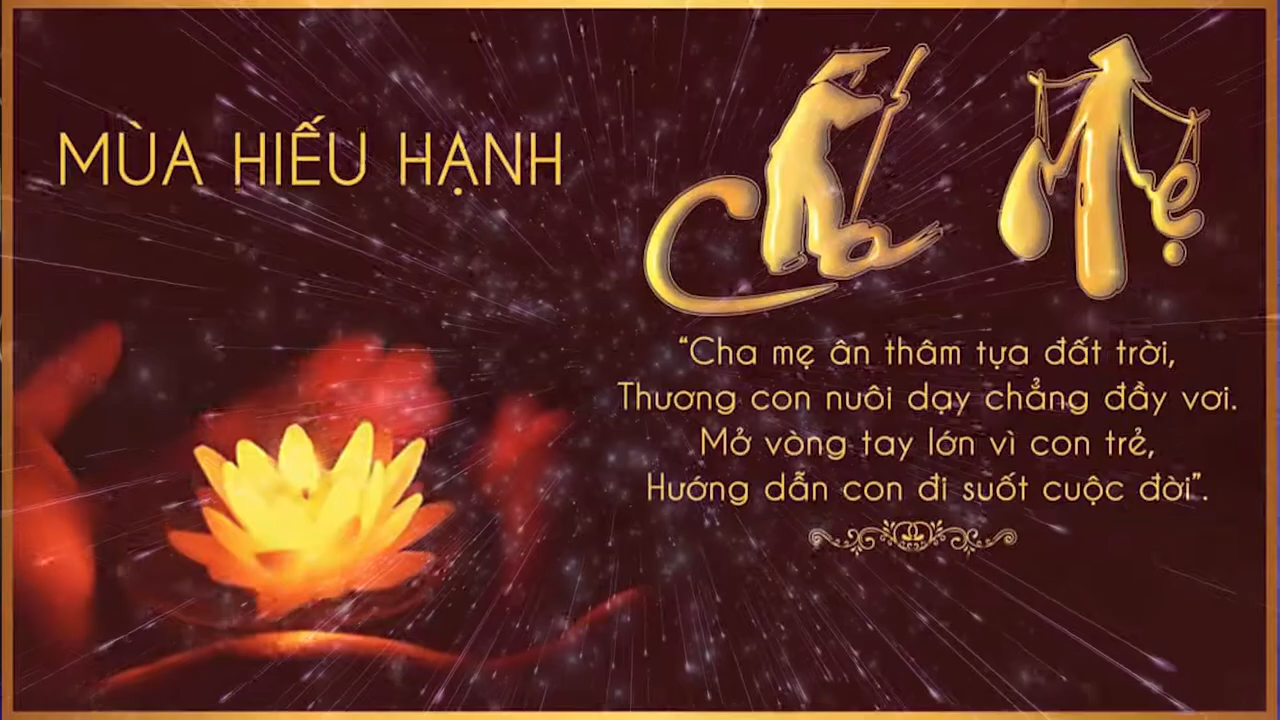 MÙA HIẾU HẠNH
Cha Mẹ
“Cha mẹ ân thâm tựa đất trời,
Thương con nuôi dạy chẳng đầy vơi.
Mở vòng tay lớn vì con trẻ,
Hướng dẫn con đi suốt cuộc đời”.